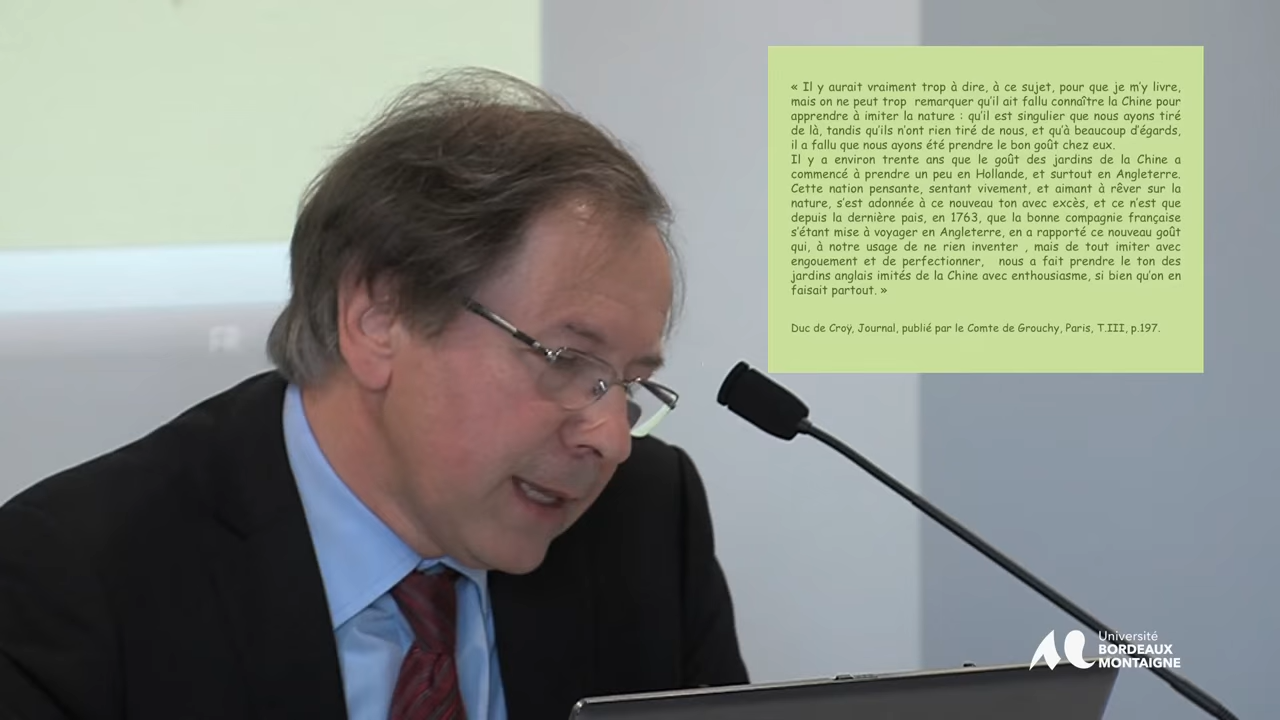 « Il y aurait vraiment trop à dire, à ce sujet, pour que je m'y livre,
mais on ne peut trop remarquer qu'il ait fallu connaître la Chine pour
apprendre à imiter la nature : qu'il est singulier que nous ayons tiré
de là, tandis qu'ils n'ont rien tiré de nous, et qu'à beaucoup d'égards,
il a fallu que nous ayons été prendre le bon goût chez eux.
Il y a environ trente ans que le goût des jardins de la Chine a
commencé à prendre un peu en Hollande, et surtout en Angleterre.
Cette nation pensante, sentant vivement, et aimant à rêver sur la
nature, s'est adonnée à ce nouveau ton avec excès, et ce n'est que
depuis la dernière pais, en 1763, que la bonne compagnie française
s'étant mise à voyager en Angleterre, en a rapporté ce nouveau goût
qui, à notre usage de ne rien inventer , mais de tout imiter avec
engouement et de perfectionner, nous a fait prendre le ton des
jardins anglais imités de la Chine avec enthousiasme, si bien qu'on en
faisait partout. »
Duc de Croÿ, Journal, publié par le Comte de Grouchy, Paris, T.III, p.197.
Université
BORDEAUX
MONTAIGNE